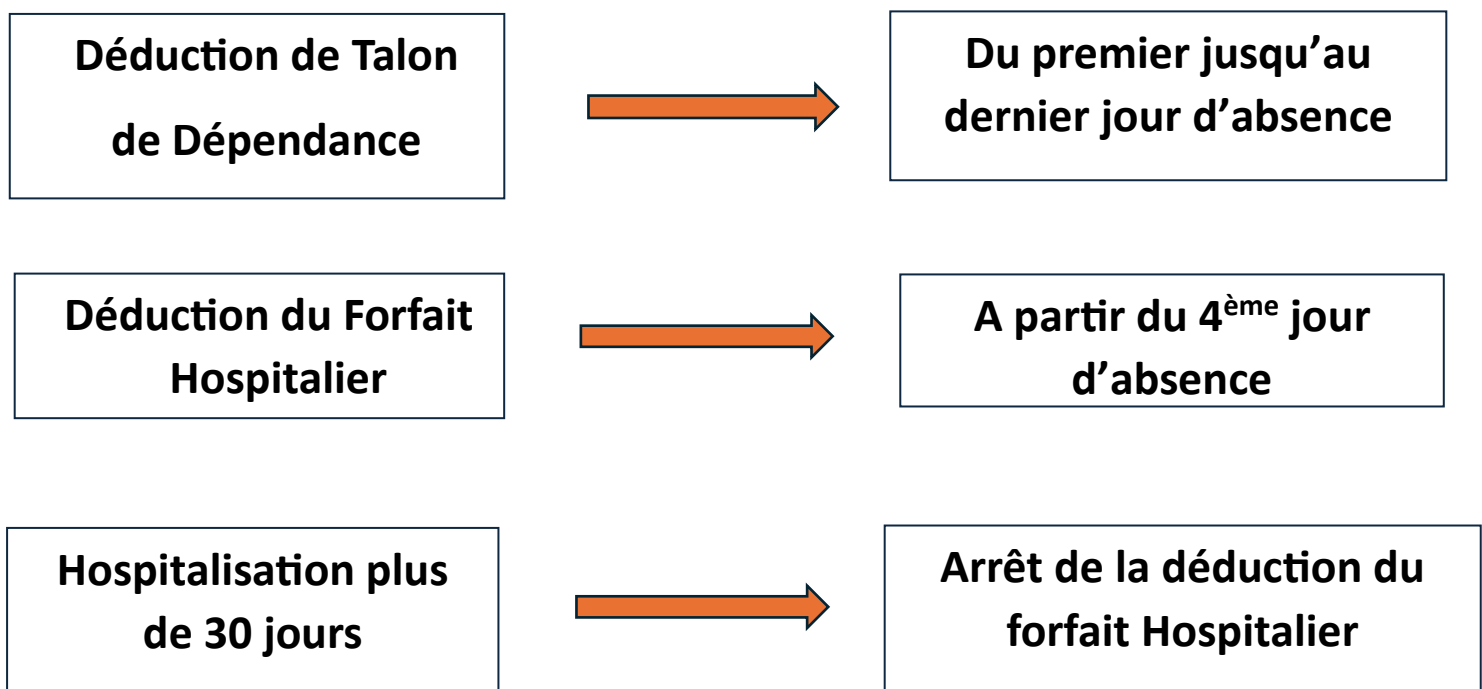 Déduction de Talon
de Dépendance
Du premier jusqu’au
dernier jour d’absence
Déduction du Forfait
Hospitalier
A partir du 4ème jour
d’absence
Hospitalisation plus
de 30 jours
Arrêt de la déduction du
forfait Hospitalier